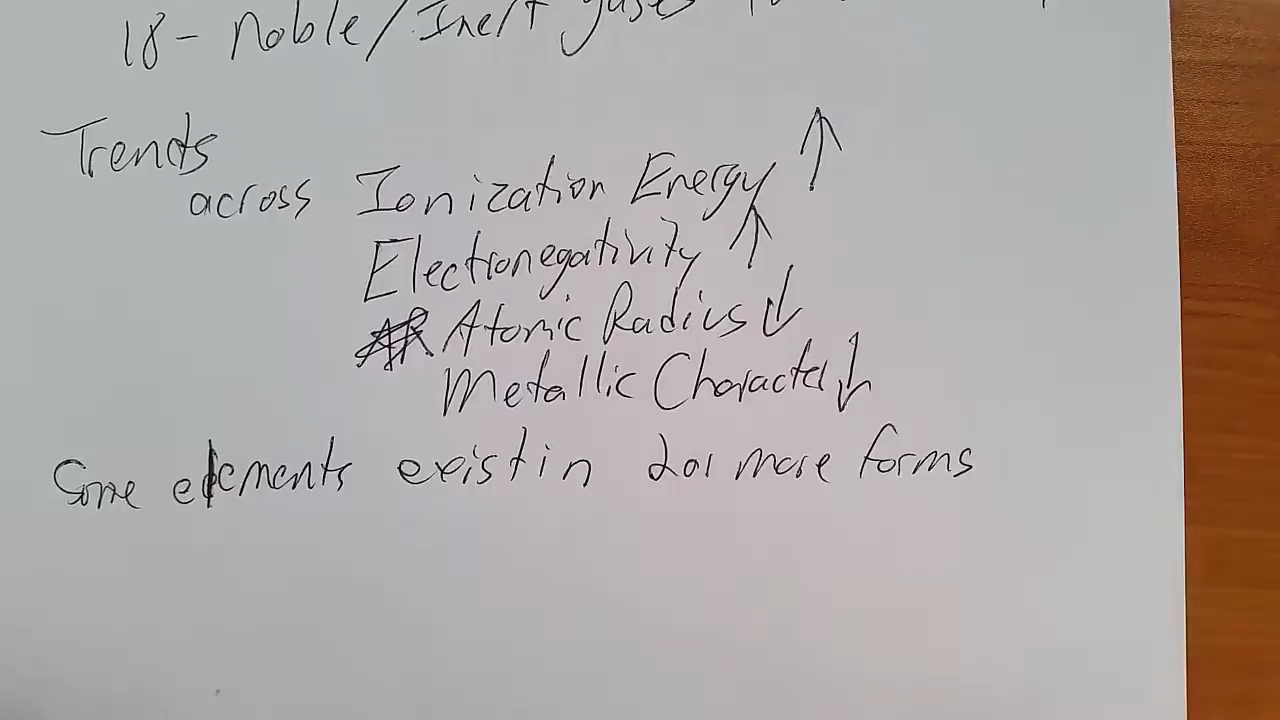 18 - Noble/Inert gases
Trends
across Ionization Energy ↑
Electronegativity ↑
Atomic Radius ↓
Metallic Character ↓
Some elements exist in 2 or more forms